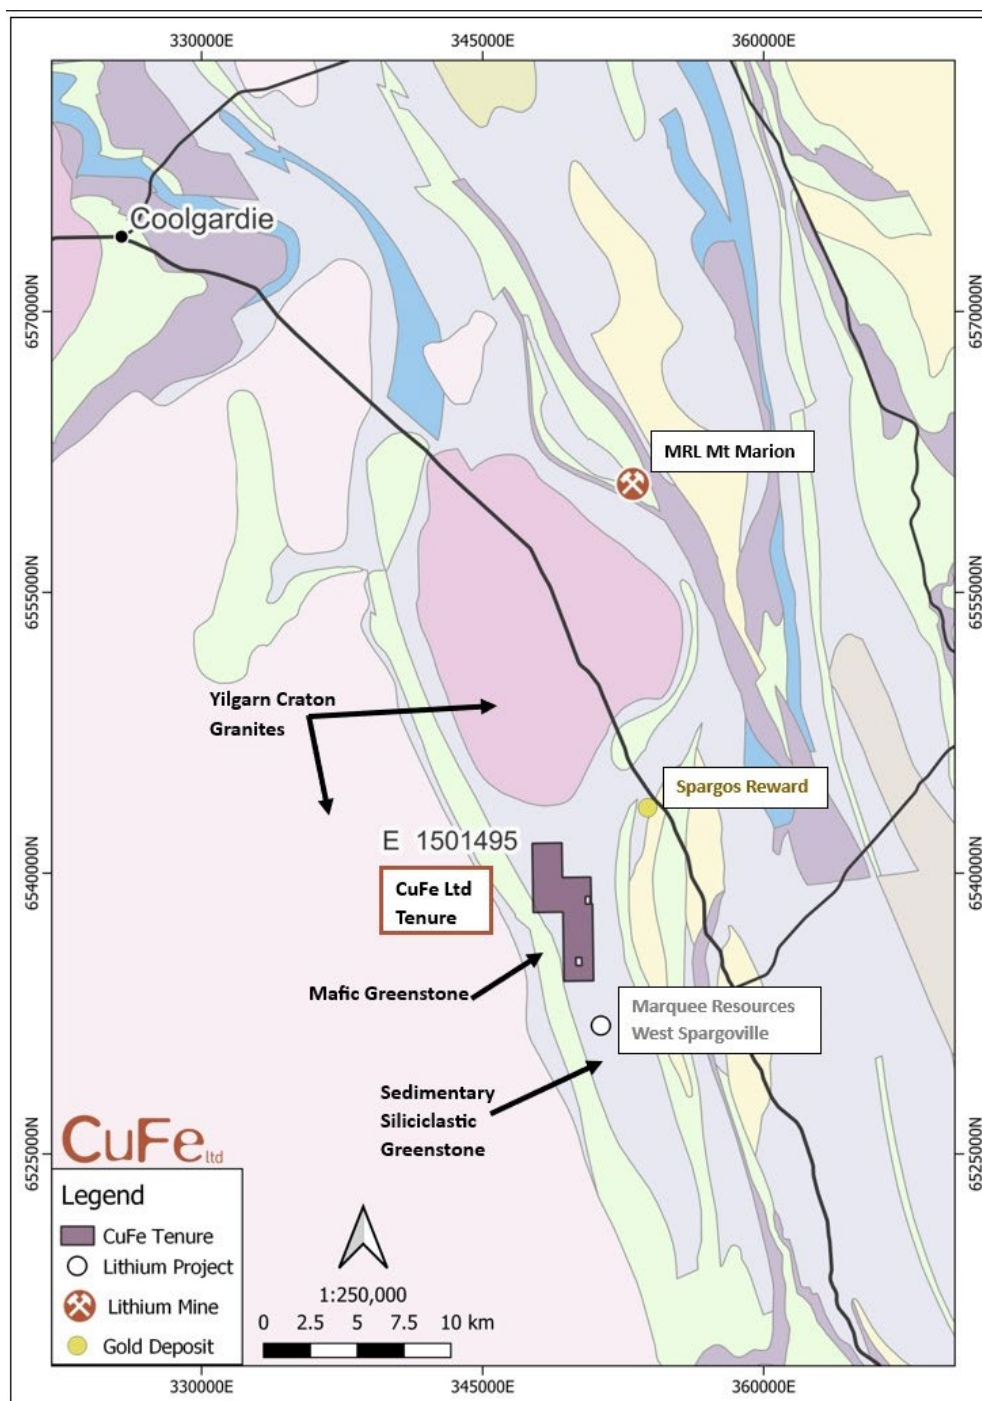 330000E
345000E
360000E
Coolgardie
6570000N
6570000N
MRL Mt Marion
6555000N
6555000N
Yilgarn Craton
Granites
Spargos Reward
E 1501495
6540000N
6540000N
CuFe Ltd
Tenure
Mafic Greenstone
Marquee Resources
West Spargoville
Sedimentary
Siliciclastic
Greenstone
CuFe ltd
6525000N
6525000N
Legend
CuFe Tenure
Lithium Project
Lithium Mine
Gold Deposit
1:250,000
0 2.5 5 7.5 10 km
330000E
345000E
360000E